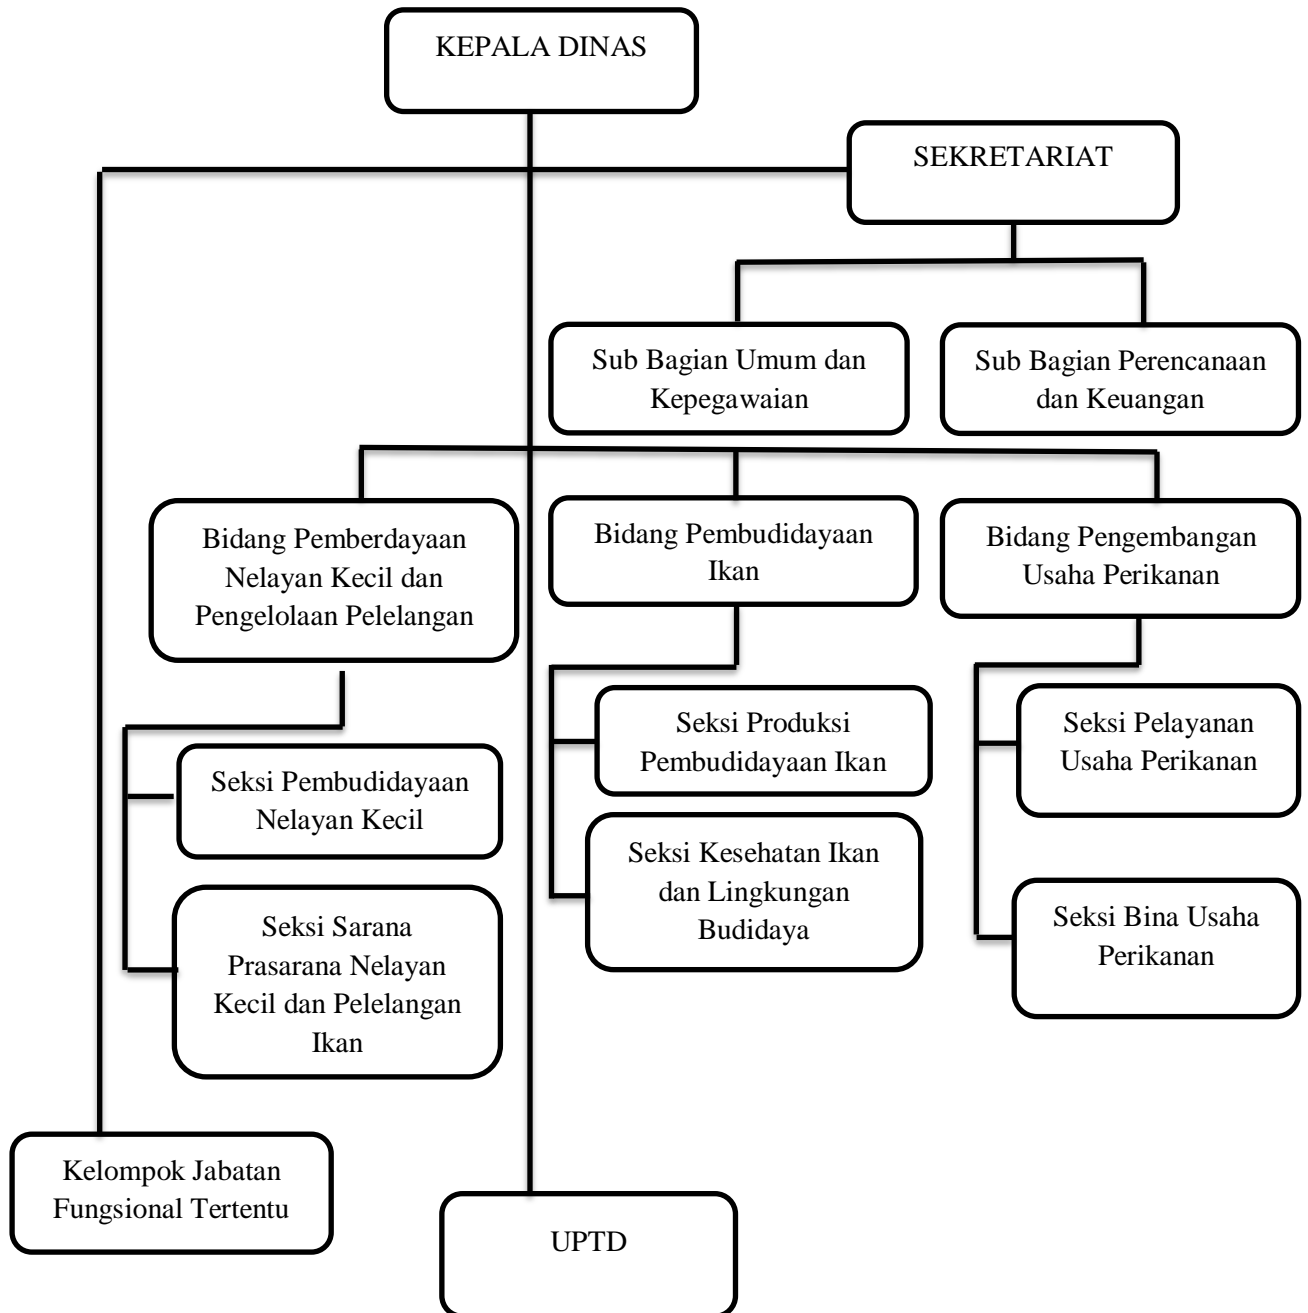 KEPALA DINAS
SEKRETARIAT
Sub Bagian Umum dan
Kepegawaian
Sub Bagian Perencanaan
dan Keuangan
Bidang Pemberdayaan
Nelayan Kecil dan
Pengelolaan Pelelangan
Bidang Pembudidayaan
Ikan
Bidang Pengembangan
Usaha Perikanan
Seksi Pembudidayaan
Nelayan Kecil
Seksi Sarana
Prasarana Nelayan
Kecil dan Pelelangan
Ikan
Seksi Produksi
Pembudidayaan Ikan
Seksi Kesehatan Ikan
dan Lingkungan
Budidaya
Seksi Pelayanan
Usaha Perikanan
Seksi Bina Usaha
Perikanan
Kelompok Jabatan
Fungsional Tertentu
UPTD